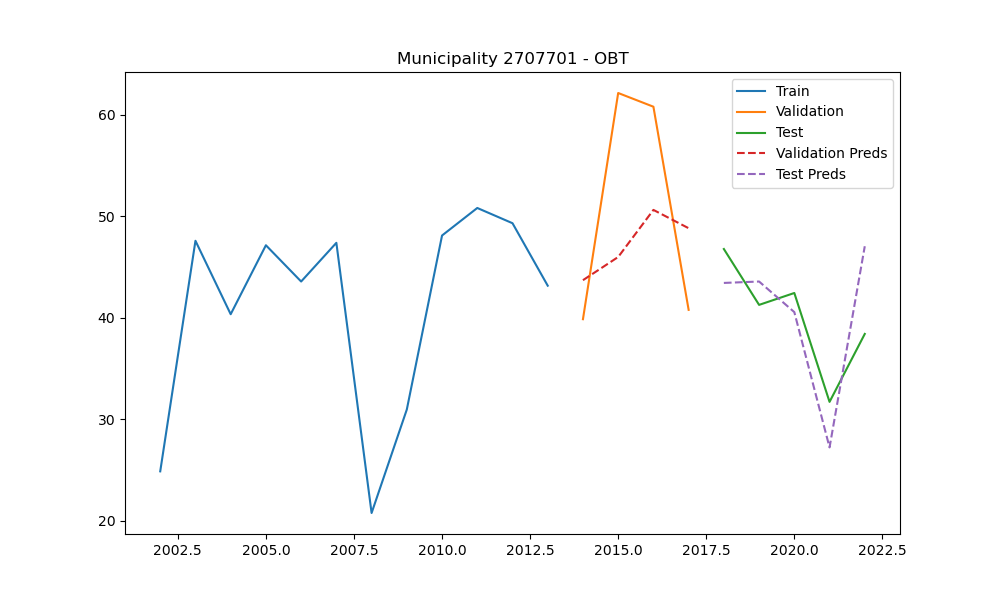 Municipality 2707701 - OBT
Train
Validation
Test
Validation Preds
Test Preds
60
50
40
30
20
2002.5 2005.0 2007.5 2010.0 2012.5 2015.0 2017.5 2020.0 2022.5